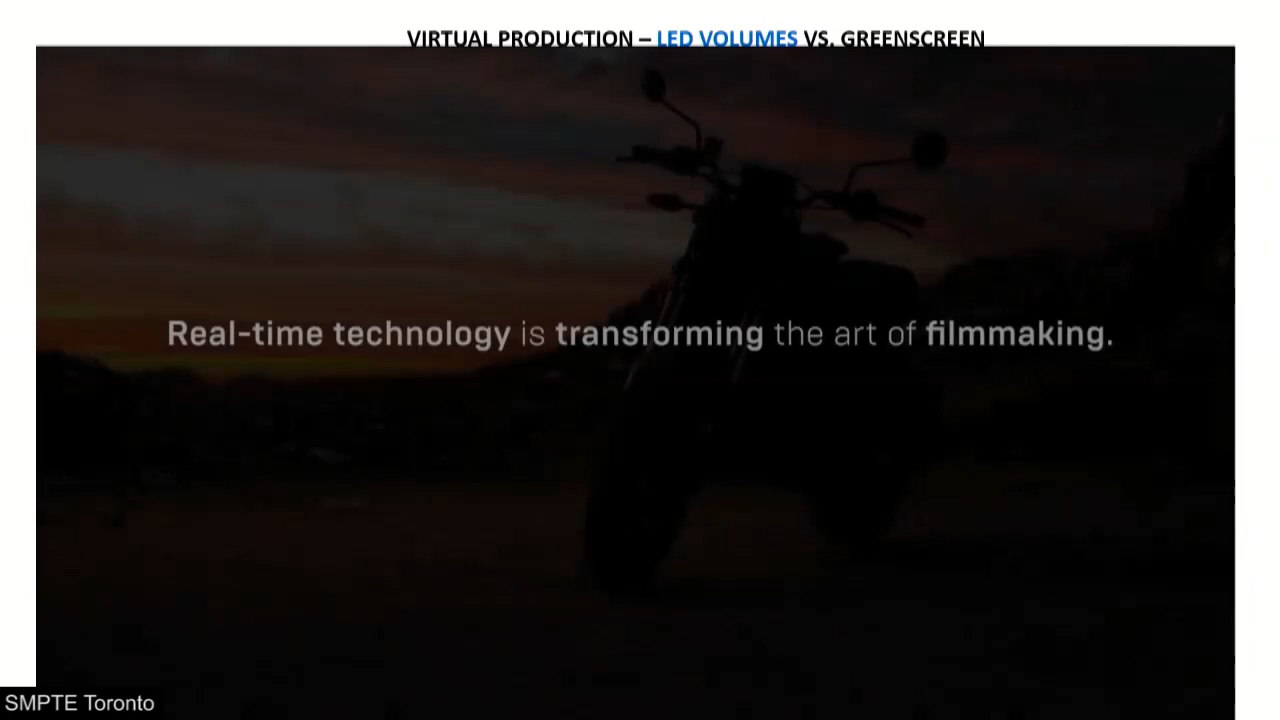 VIRTUAL PRODUCTION – LED VOLUMES VS. GREENSCREEN
Real-time technology is transforming the art of filmmaking.
SMPTE Toronto